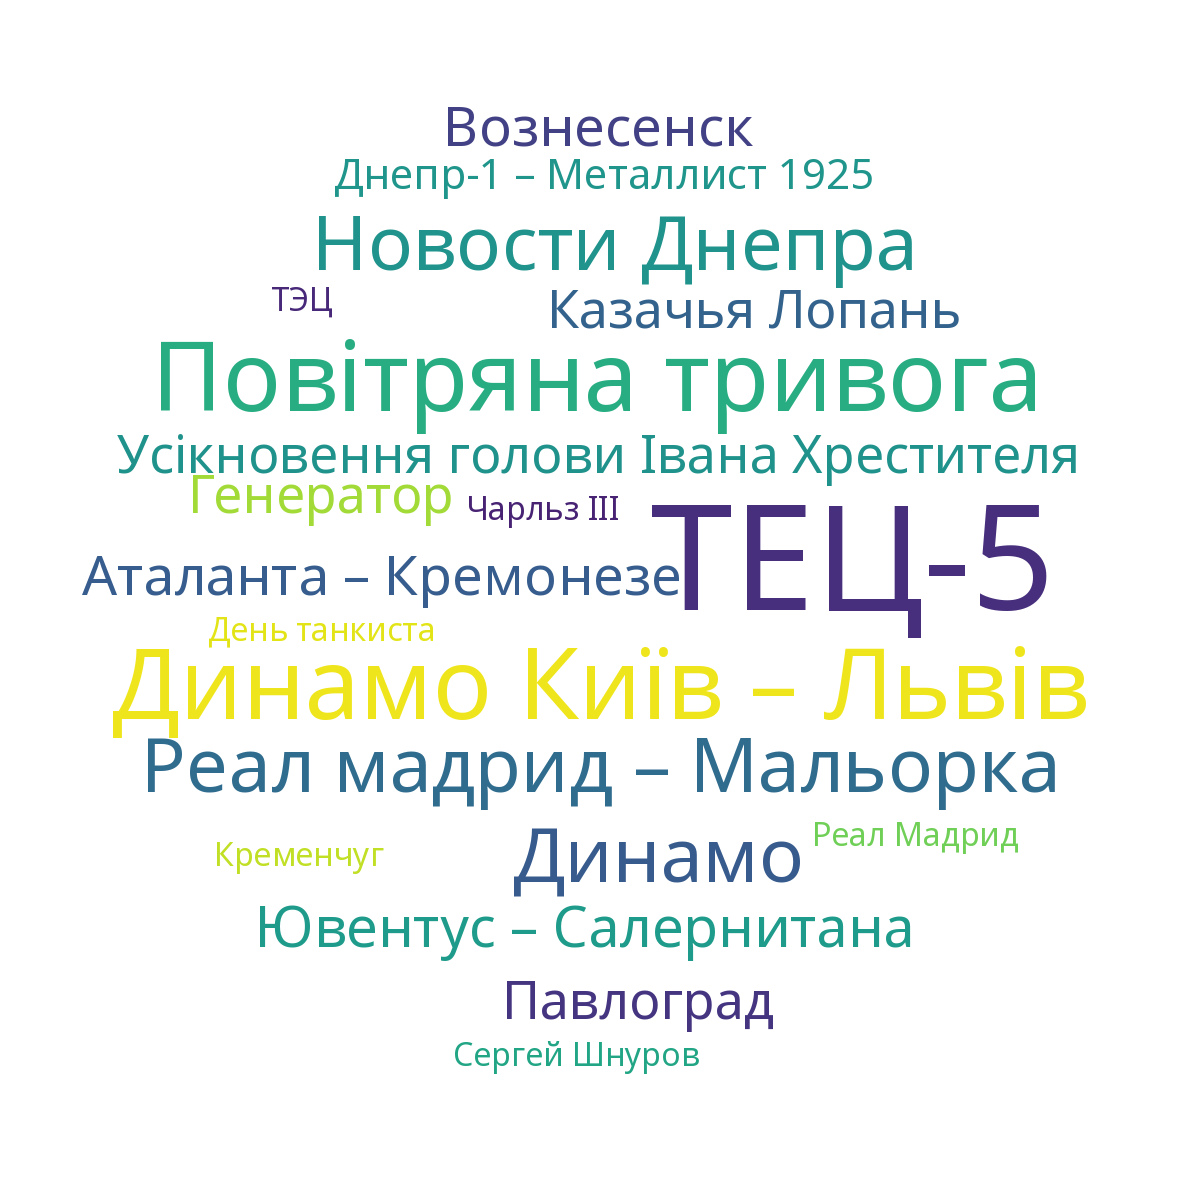 Вознесенск
Днепр-1 – Металлист 1925
Новости Днепра
ТЭЦ
Казачья Лопань
Повітряна тривога
Усікновення голови Івана Хрестителя
Генератор
Чарльз III
ТЕЦ-5
Аталанта – Кремонезе
День танкиста
Динамо Київ – Львів
Реал мадрид – Мальорка
Кременчуг
Динамо
Реал Мадрид
Ювентус – Салернитана
Павлоград
Сергей Шнуров